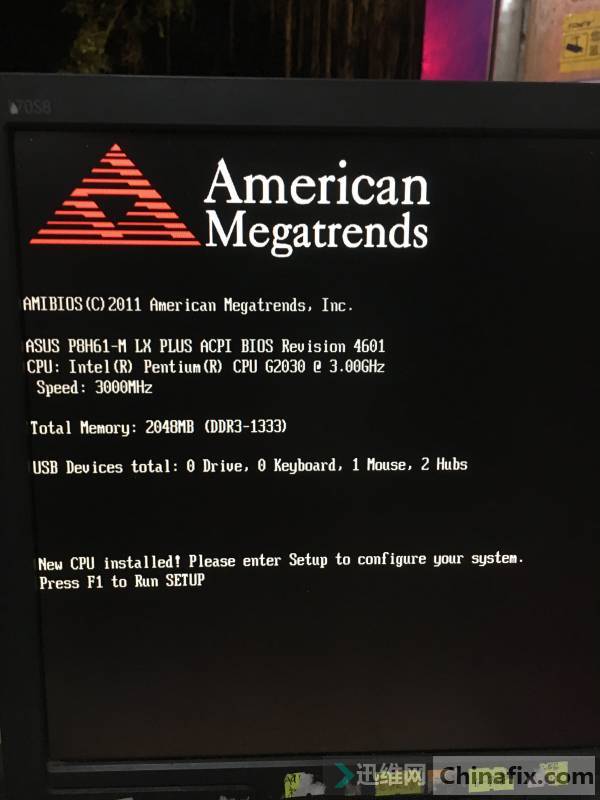 American
Megatrends
AMIBIOS(C)2011 American Megatrends, Inc.
ASUS P8H61-M LX PLUS ACPI BIOS Revision 4601
CPU: Intel(R) Pentium(R) CPU G2030 @ 3.00GHz
Speed: 3000MHz
Total Memory: 2048MB (DDR3-1333)
USB Devices total: 0 Drive, 0 Keyboard, 1 Mouse, 2 Hubs
New CPU installed! Please enter Setup to configure your system.
Press F1 to Run SETUP
迅维网 Chinafix.com